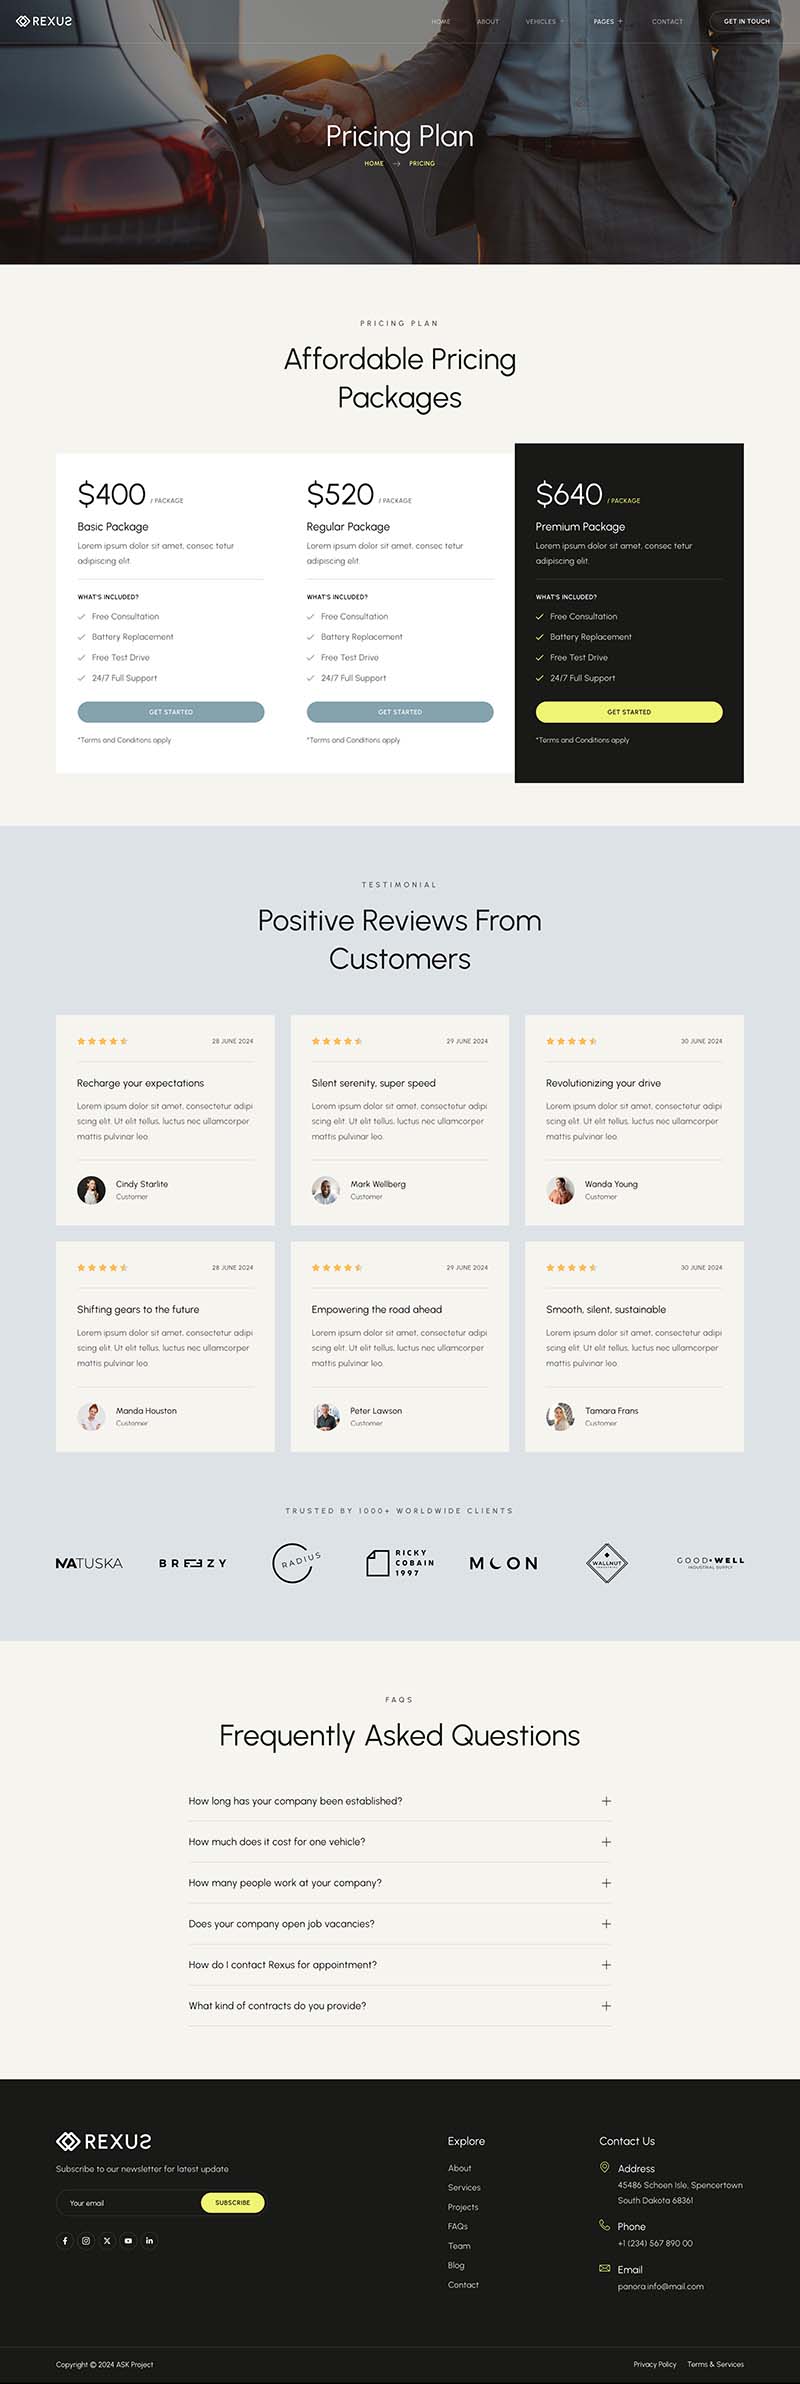 REXUS
HOME ABOUT VEHICLES + PAGES + CONTACT GET IN TOUCH
Pricing Plan
HOME → PRICING
PRICING PLAN
Affordable Pricing
Packages
$400 / PACKAGE
Basic Package
Lorem ipsum dolor sit amet, consec tetur
adipiscing elit.
WHAT'S INCLUDED?
Free Consultation
Battery Replacement
Free Test Drive
24/7 Full Support
GET STARTED
*Terms and Conditions apply
$520 / PACKAGE
Regular Package
Lorem ipsum dolor sit amet, consec tetur
adipiscing elit.
WHAT'S INCLUDED?
Free Consultation
Battery Replacement
Free Test Drive
24/7 Full Support
GET STARTED
*Terms and Conditions apply
$640 / PACKAGE
Premium Package
Lorem ipsum dolor sit amet, consec tetur
adipiscing elit.
WHAT'S INCLUDED?
Free Consultation
Battery Replacement
Free Test Drive
24/7 Full Support
GET STARTED
*Terms and Conditions apply
TESTIMONIAL
Positive Reviews From
Customers
28 JUNE 2024
Recharge your expectations
Lorem ipsum dolor sit amet, consectetur adipi
scing elit. Ut elit tellus, luctus nec ullamcorper
mattis pulvinar leo.
Cindy Starlite
Customer
29 JUNE 2024
Silent serenity, super speed
Lorem ipsum dolor sit amet, consectetur adipi
scing elit. Ut elit tellus, luctus nec ullamcorper
mattis pulvinar leo.
Mark Wellberg
Customer
30 JUNE 2024
Revolutionizing your drive
Lorem ipsum dolor sit amet, consectetur adipi
scing elit. Ut elit tellus, luctus nec ullamcorper
mattis pulvinar leo.
Wanda Young
Customer
28 JUNE 2024
Shifting gears to the future
Lorem ipsum dolor sit amet, consectetur adipi
scing elit. Ut elit tellus, luctus nec ullamcorper
mattis pulvinar leo.
Manda Houston
Customer
29 JUNE 2024
Empowering the road ahead
Lorem ipsum dolor sit amet, consectetur adipi
scing elit. Ut elit tellus, luctus nec ullamcorper
mattis pulvinar leo.
Peter Lawson
Customer
30 JUNE 2024
Smooth, silent, sustainable
Lorem ipsum dolor sit amet, consectetur adipi
scing elit. Ut elit tellus, luctus nec ullamcorper
mattis pulvinar leo.
Tamara Frans
Customer
TRUSTED BY 1000+ WORLDWIDE CLIENTS
NATUSKA
BREEZY
RADIUS
RICKY
COBAIN
1997
MOON
WALLNUT
GOOD•WELL
INDUSTRIAL SUPPLY
FAQS
Frequently Asked Questions
How long has your company been established?
How much does it cost for one vehicle?
How many people work at your company?
Does your company open job vacancies?
How do I contact Rexus for appointment?
What kind of contracts do you provide?
REXUS
Subscribe to our newsletter for latest update
Your email SUBSCRIBE
Explore
About
Services
Projects
FAQs
Team
Blog
Contact
Contact Us
Address
45486 Schoen Isle, Spencertown
South Dakota 68361
Phone
+1 (234) 567 890 00
Email
panora.info@mail.com
Copyright © 2024 ASK Project
Privacy Policy Terms & Services